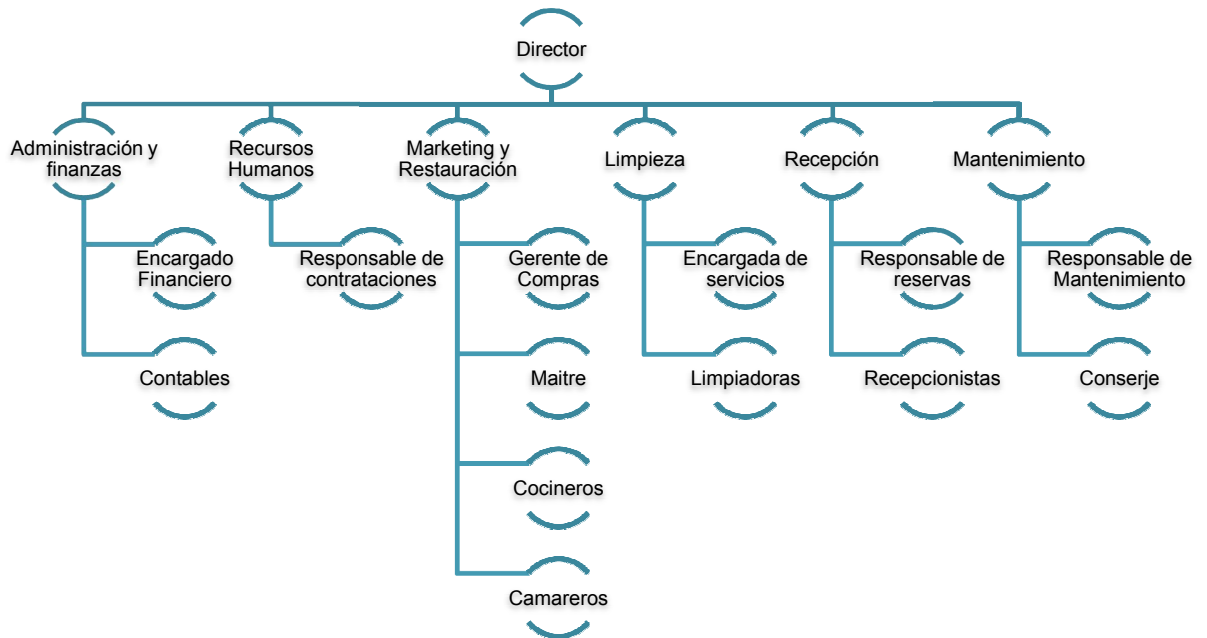 Director
Administración y
finanzas
Recursos
Humanos
Marketing y
Restauración
Limpieza
Recepción
Mantenimiento
Encargado
Financiero
Responsable de
contrataciones
Gerente de
Compras
Encargada de
servicios
Responsable de
reservas
Responsable de
Mantenimiento
Contables
Maitre
Limpiadoras
Recepcionistas
Conserje
Cocineros
Camareros